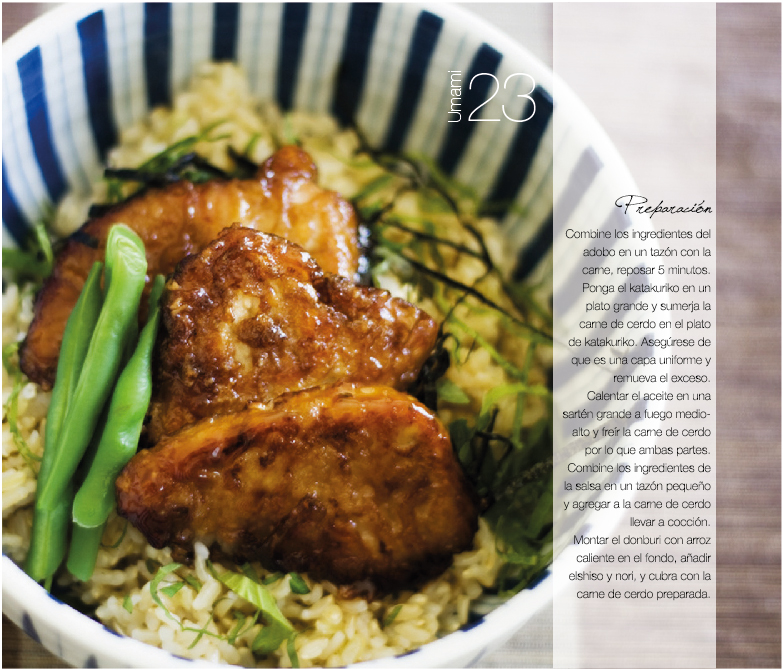 Umami 23
Preparación
Combine los ingredientes del
adobo en un tazón con la
carne, reposar 5 minutos.
Ponga el katakuriko en un
plato grande y sumerja la
carne de cerdo en el plato
de katakuriko. Asegúrese de
que es una capa uniforme y
remueva el exceso.
Calentar el aceite en una
sartén grande a fuego medio-
alto y freír la carne de cerdo
por lo que ambas partes.
Combine los ingredientes de
la salsa en un tazón pequeño
y agregar a la carne de cerdo
llevar a cocción.
Montar el donburi con arroz
caliente en el fondo, añadir
elshiso y nori, y cubra con la
carne de cerdo preparada.